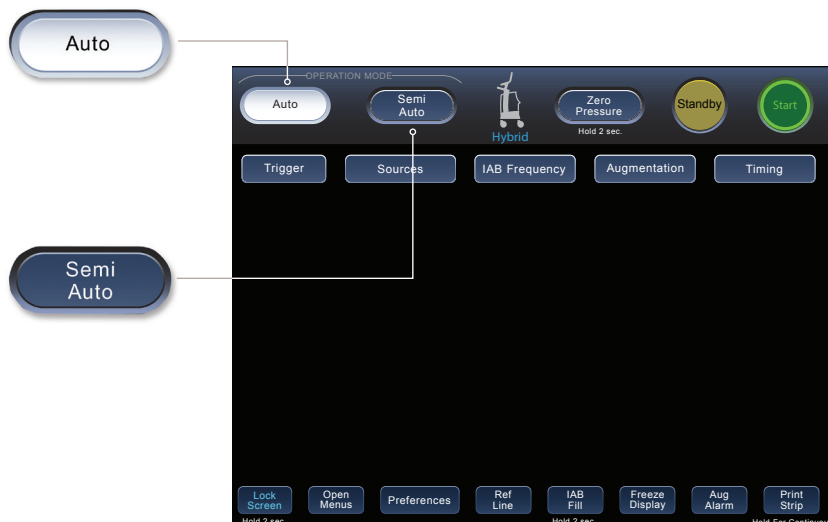 Auto
OPERATION MODE
Auto
Semi
Auto
Hybrid
Zero
Pressure
Hold 2 sec.
Standby
Start
Trigger
Sources
IAB Frequency
Augmentation
Timing
Semi
Auto
Lock
Screen
Hold 2 sec.
Open
Menus
Preferences
Ref
Line
IAB
Fill
Hold 2 sec.
Freeze
Display
Aug
Alarm
Print
Strip